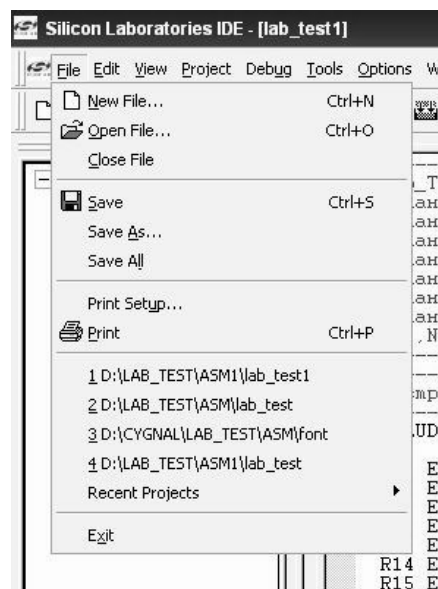 Silicon Laboratories IDE - [lab_test1]
File Edit View Project Debug Tools Options
New File... Ctrl+N
Open File... Ctrl+O
Close File
Save Ctrl+S
Save As...
Save All
Print Setup...
Print Ctrl+P
1 D:\LAB_TEST\ASM1\lab_test1
2 D:\LAB_TEST\ASM\lab_test
3 D:\CYGNAL\LAB_TEST\ASM\font
4 D:\LAB_TEST\ASM1\lab_test
Recent Projects
Exit
R14 E
R15 E